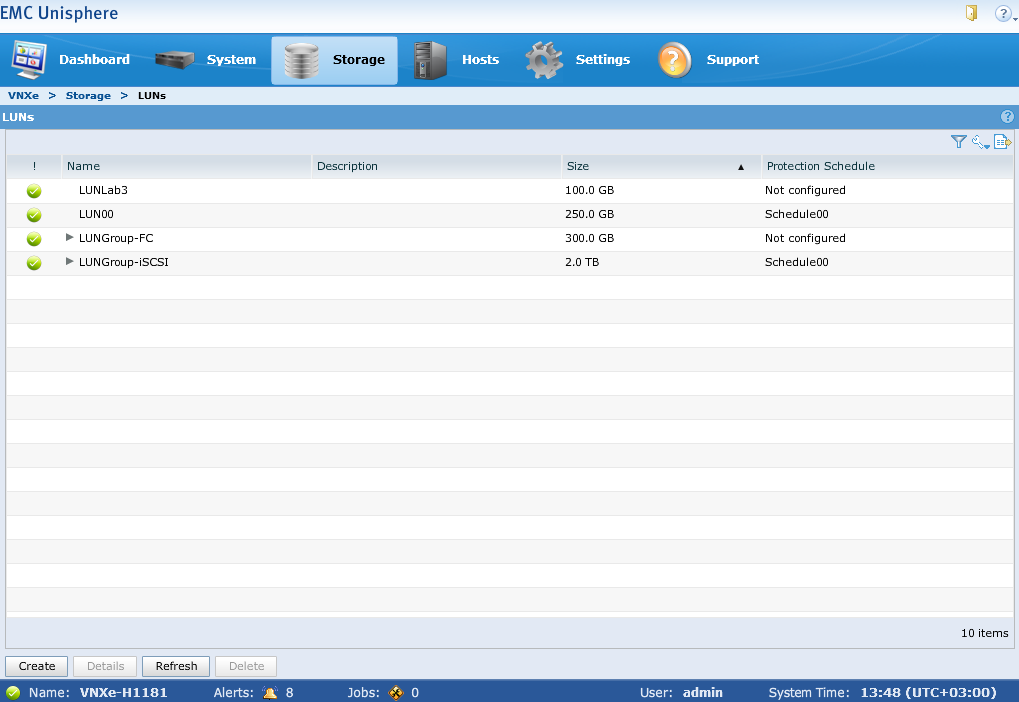 EMC Unisphere
?
Dashboard System Storage Hosts ? Settings Support
VNXe > Storage > LUNs
LUNs ?
! Name Description Size ▲ Protection Schedule
LUNLab3 100.0 GB Not configured
LUN00 250.0 GB Schedule00
LUNGroup-FC 300.0 GB Not configured
LUNGroup-iSCSI 2.0 TB Schedule00
10 items
Create Details Refresh Delete
Name: VNXe-H1181 Alerts: 8 Jobs: 0 User: admin System Time: 13:48 (UTC+03:00)